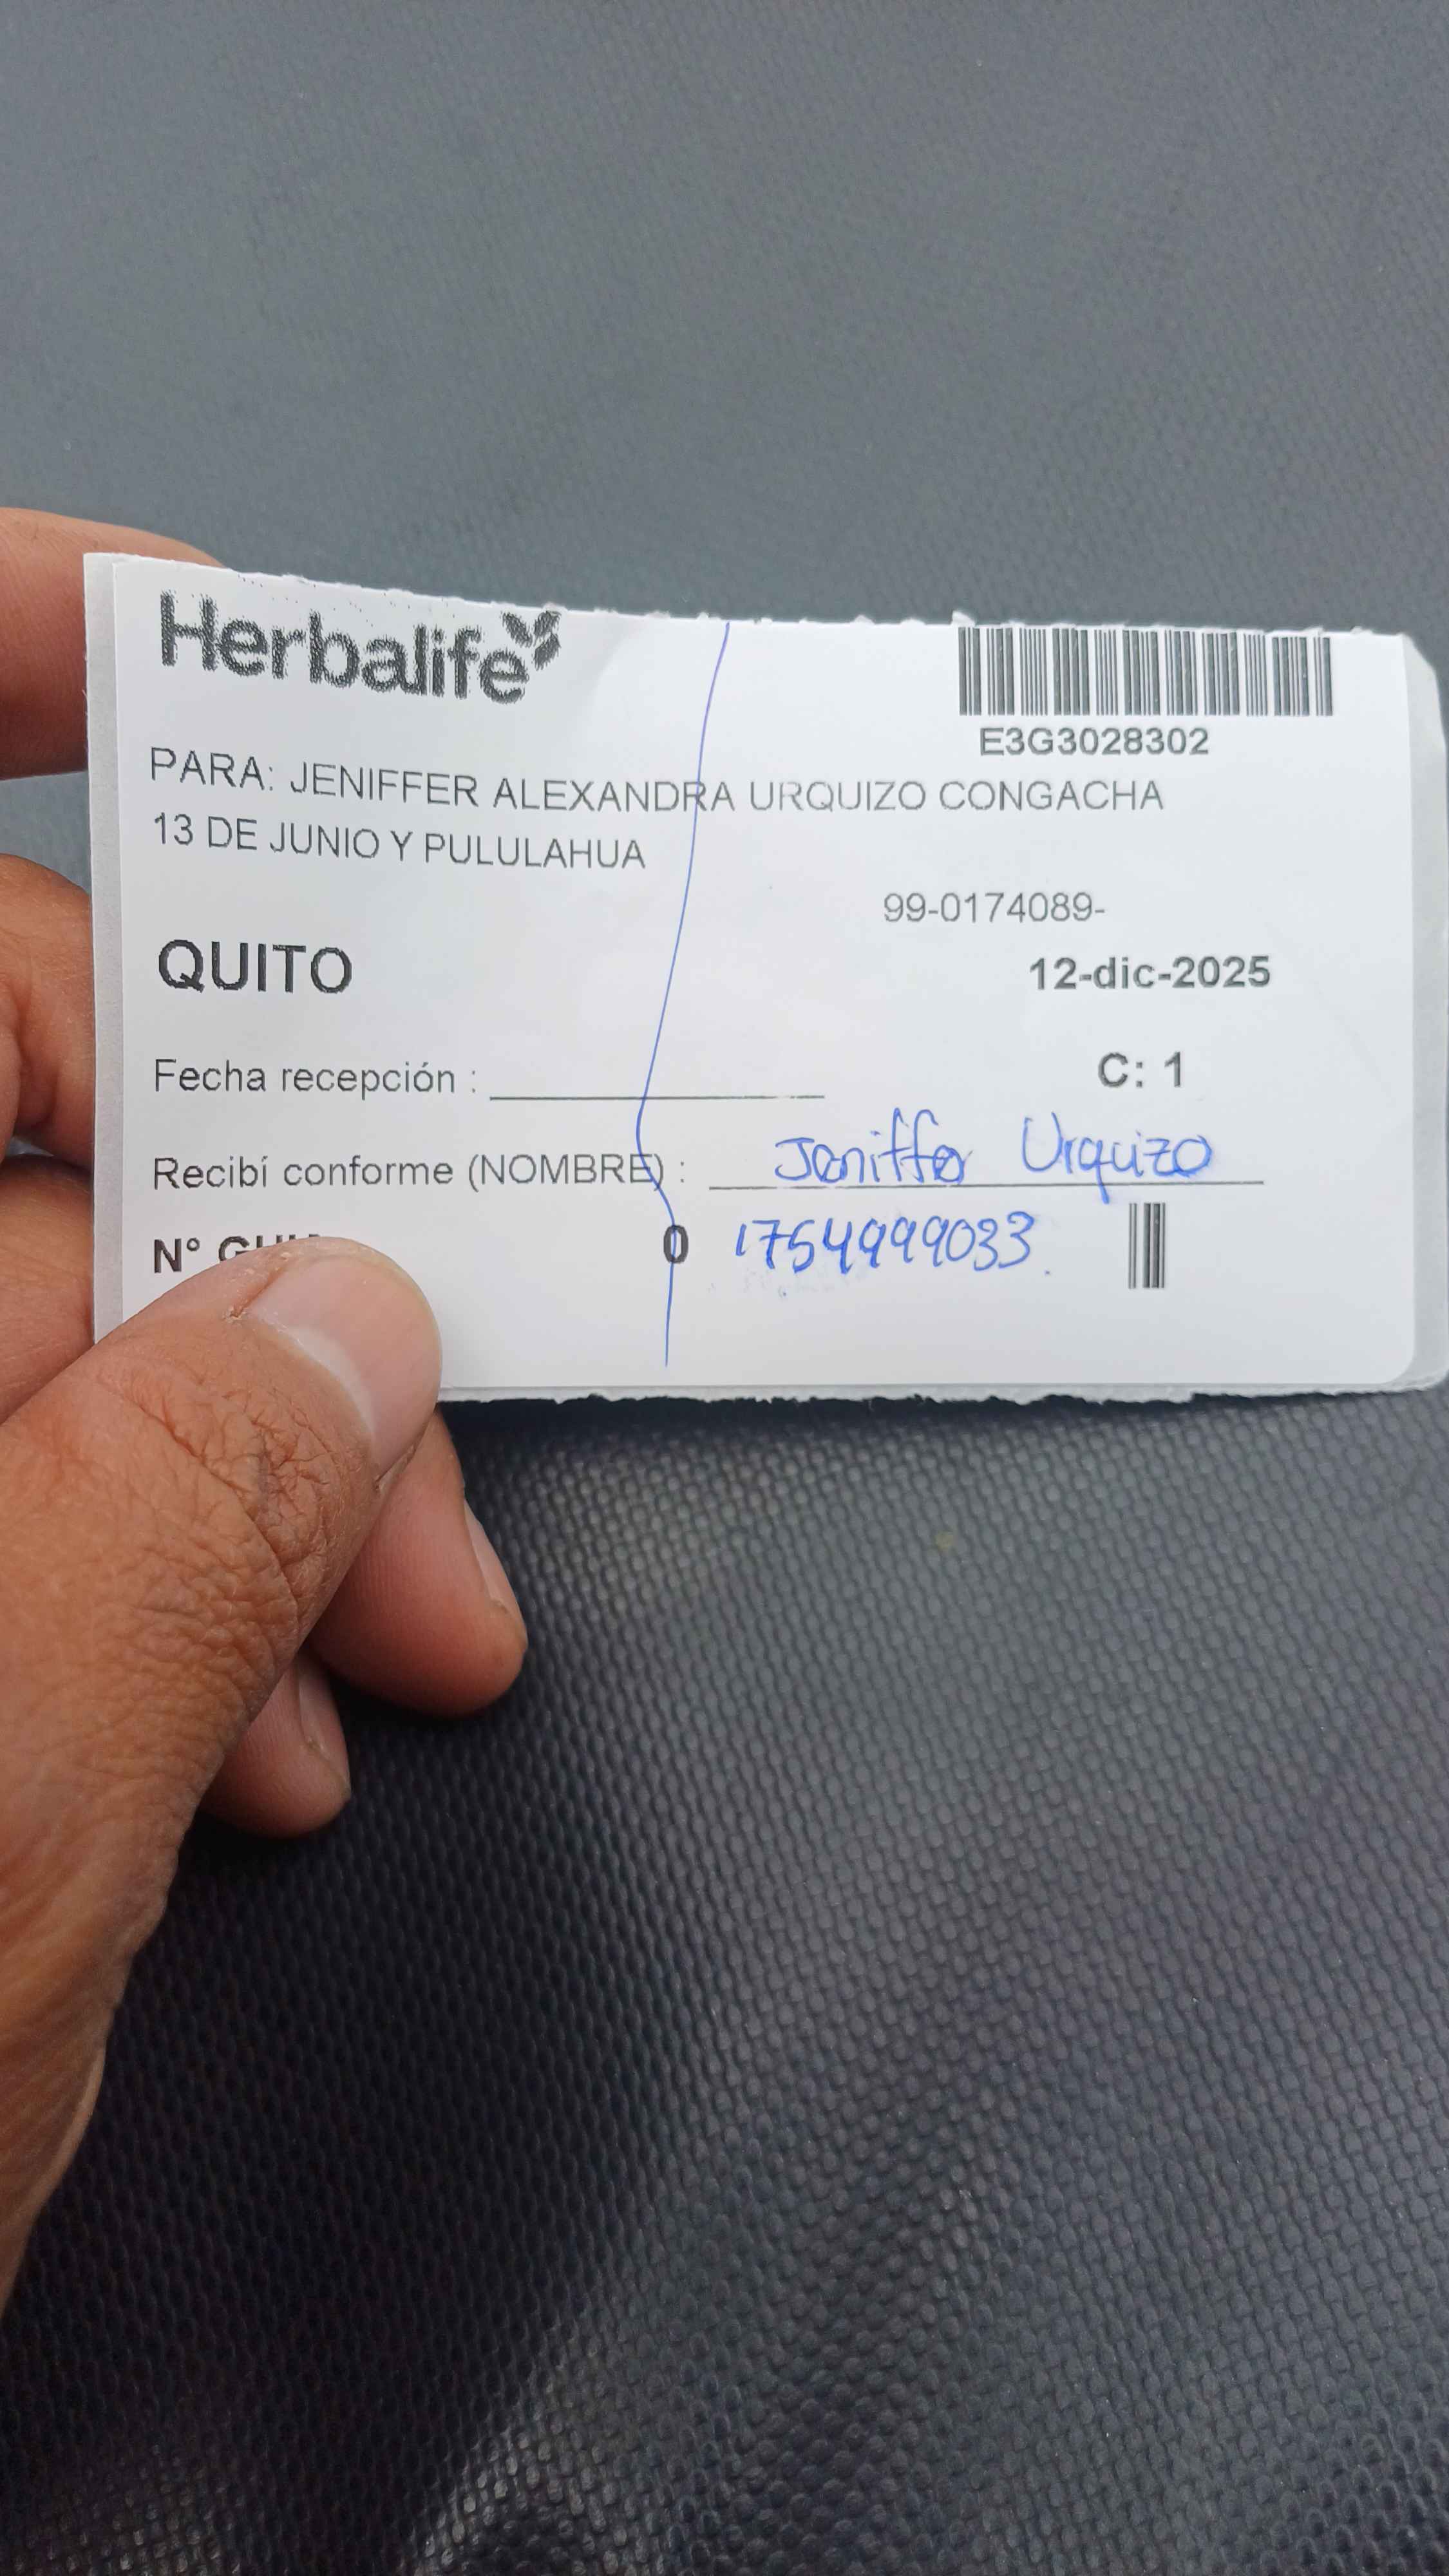 Herbalife
E3G3028302
PARA: JENIFFER ALEXANDRA URQUIZO CONGACHA
13 DE JUNIO Y PULULAHUA
99-0174089-
QUITO
12-dic-2025
Fecha recepción :
C: 1
Recibí conforme (NOMBRE) : Jeniffer Urquizo
N° 0 1754999033